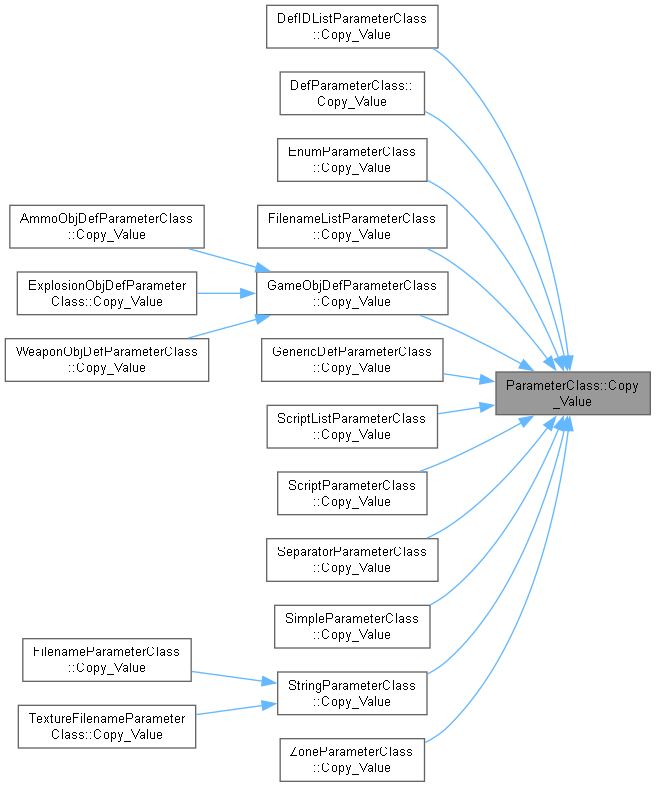 DefIDListParameterClass
::Copy_Value
DefParameterClass::
Copy_Value
EnumParameterClass
::Copy_Value
FilenameListParameterClass
::Copy_Value
AmmoObjDefParameterClass
::Copy_Value
ExplosionObjDefParameter
Class::Copy_Value
GameObjDefParameterClass
::Copy_Value
WeaponObjDefParameterClass
::Copy_Value
GenericDefParameterClass
::Copy_Value
ParameterClass::Copy
_Value
ScriptListParameterClass
::Copy_Value
ScriptParameterClass
::Copy_Value
SeparatorParameterClass
::Copy_Value
SimpleParameterClass
::Copy_Value
FilenameParameterClass
::Copy_Value
StringParameterClass
::Copy_Value
TextureFilenameParameter
Class::Copy_Value
ZoneParameterClass
::Copy_Value